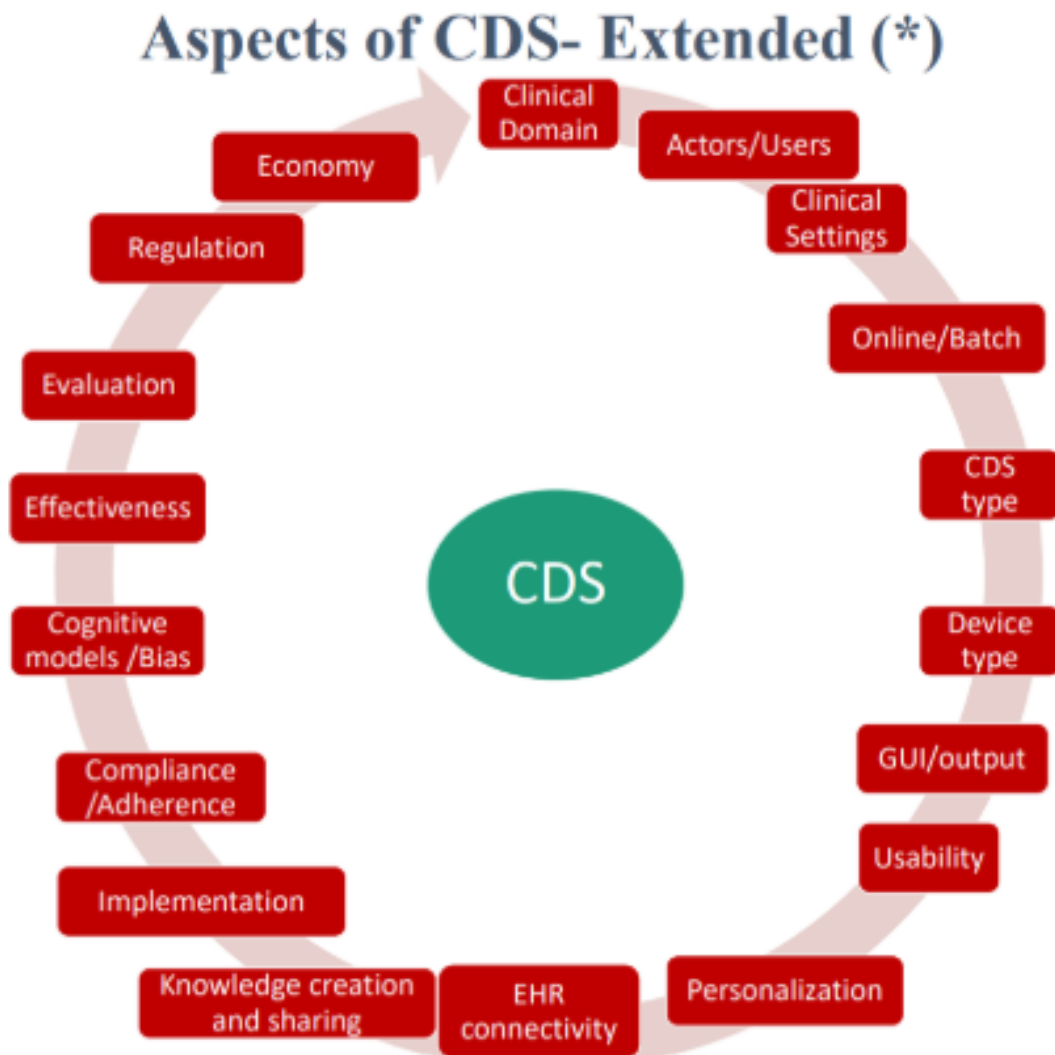 Aspects of CDS- Extended (*)
Clinical
Domain
Actors/Users
Clinical
Settings
Online/Batch
CDS
type
Device
type
GUI/output
Usability
Personalization
EHR
connectivity
Knowledge creation
and sharing
Implementation
Compliance
/Adherence
Cognitive
models /Bias
Effectiveness
Evaluation
Regulation
Economy
CDS